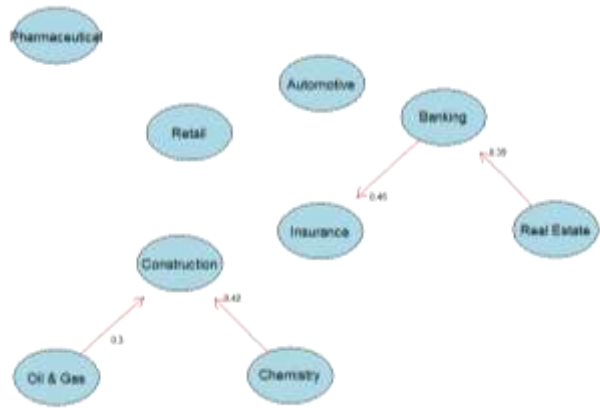 Pharmaceutical
Automotive
Banking
Retail
0.39
0.46
Insurance
Real Estate
Construction
0.42
0.3
Oil & Gas
Chemistry